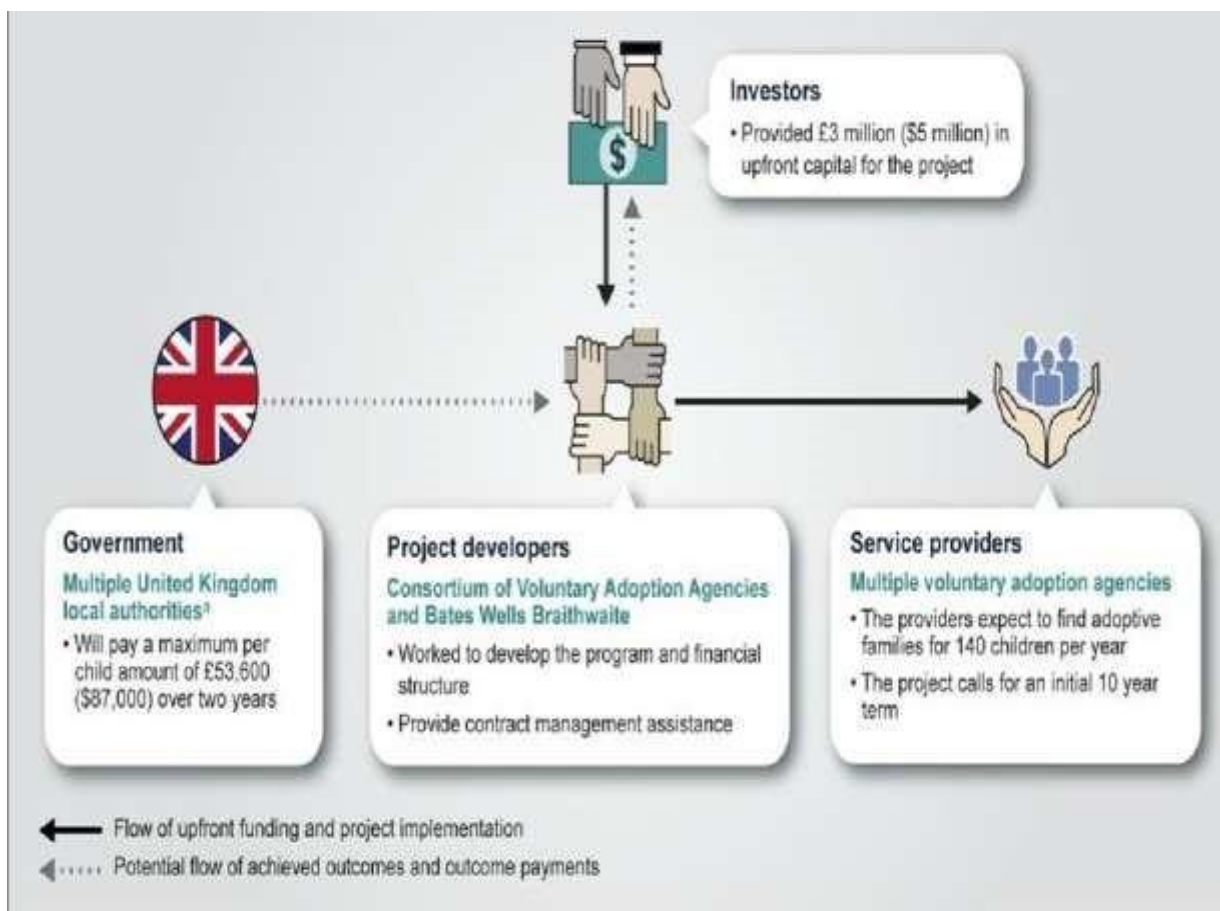 Investors
• Provided £3 million ($5 million) in
upfront capital for the project
$
Government
Multiple United Kingdom
local authoritiesª
• Will pay a maximum per
child amount of £53,600
($87,000) over two years
Project developers
Consortium of Voluntary Adoption Agencies
and Bates Wells Braithwaite
• Worked to develop the program and financial
structure
• Provide contract management assistance
Service providers
Multiple voluntary adoption agencies
• The providers expect to find adoptive
families for 140 children per year
• The project calls for an initial 10 year
term
Flow of upfront funding and project implementation
Potential flow of achieved outcomes and outcome payments